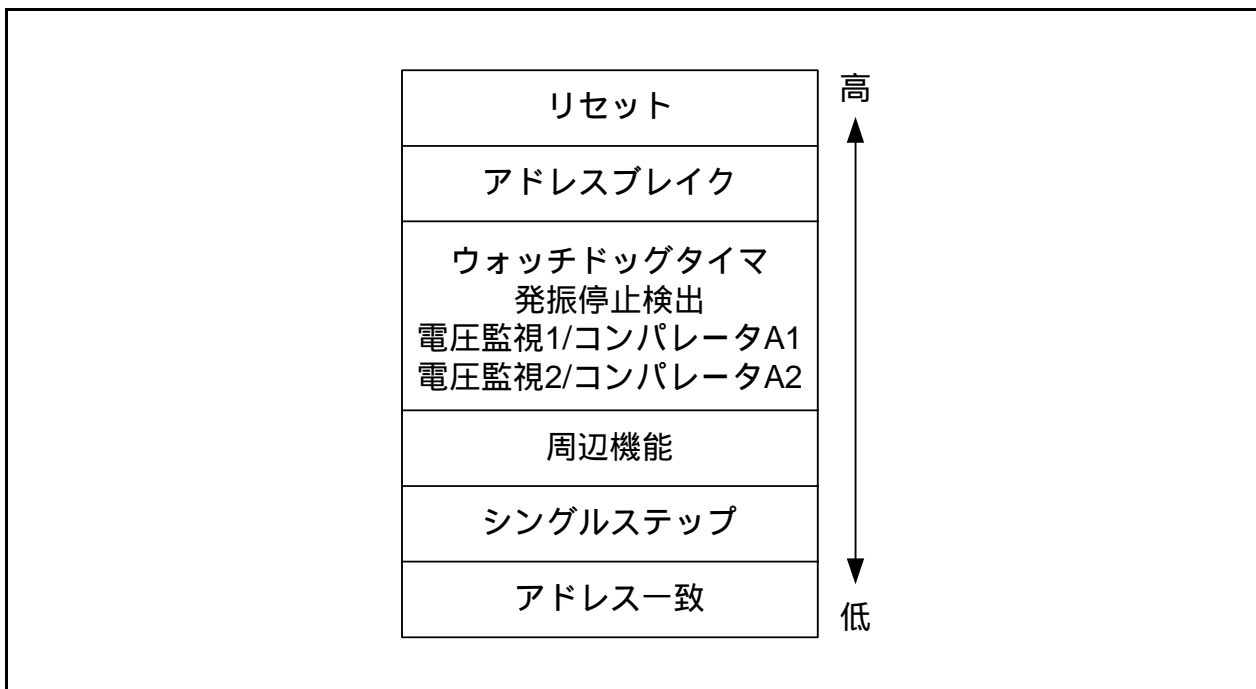 リセット
高
アドレスブレイク
ウォッチドッグタイマ
発振停止検出
電圧監視1/コンパレータA1
電圧監視2/コンパレータA2
周辺機能
シングルステップ
アドレス一致
低